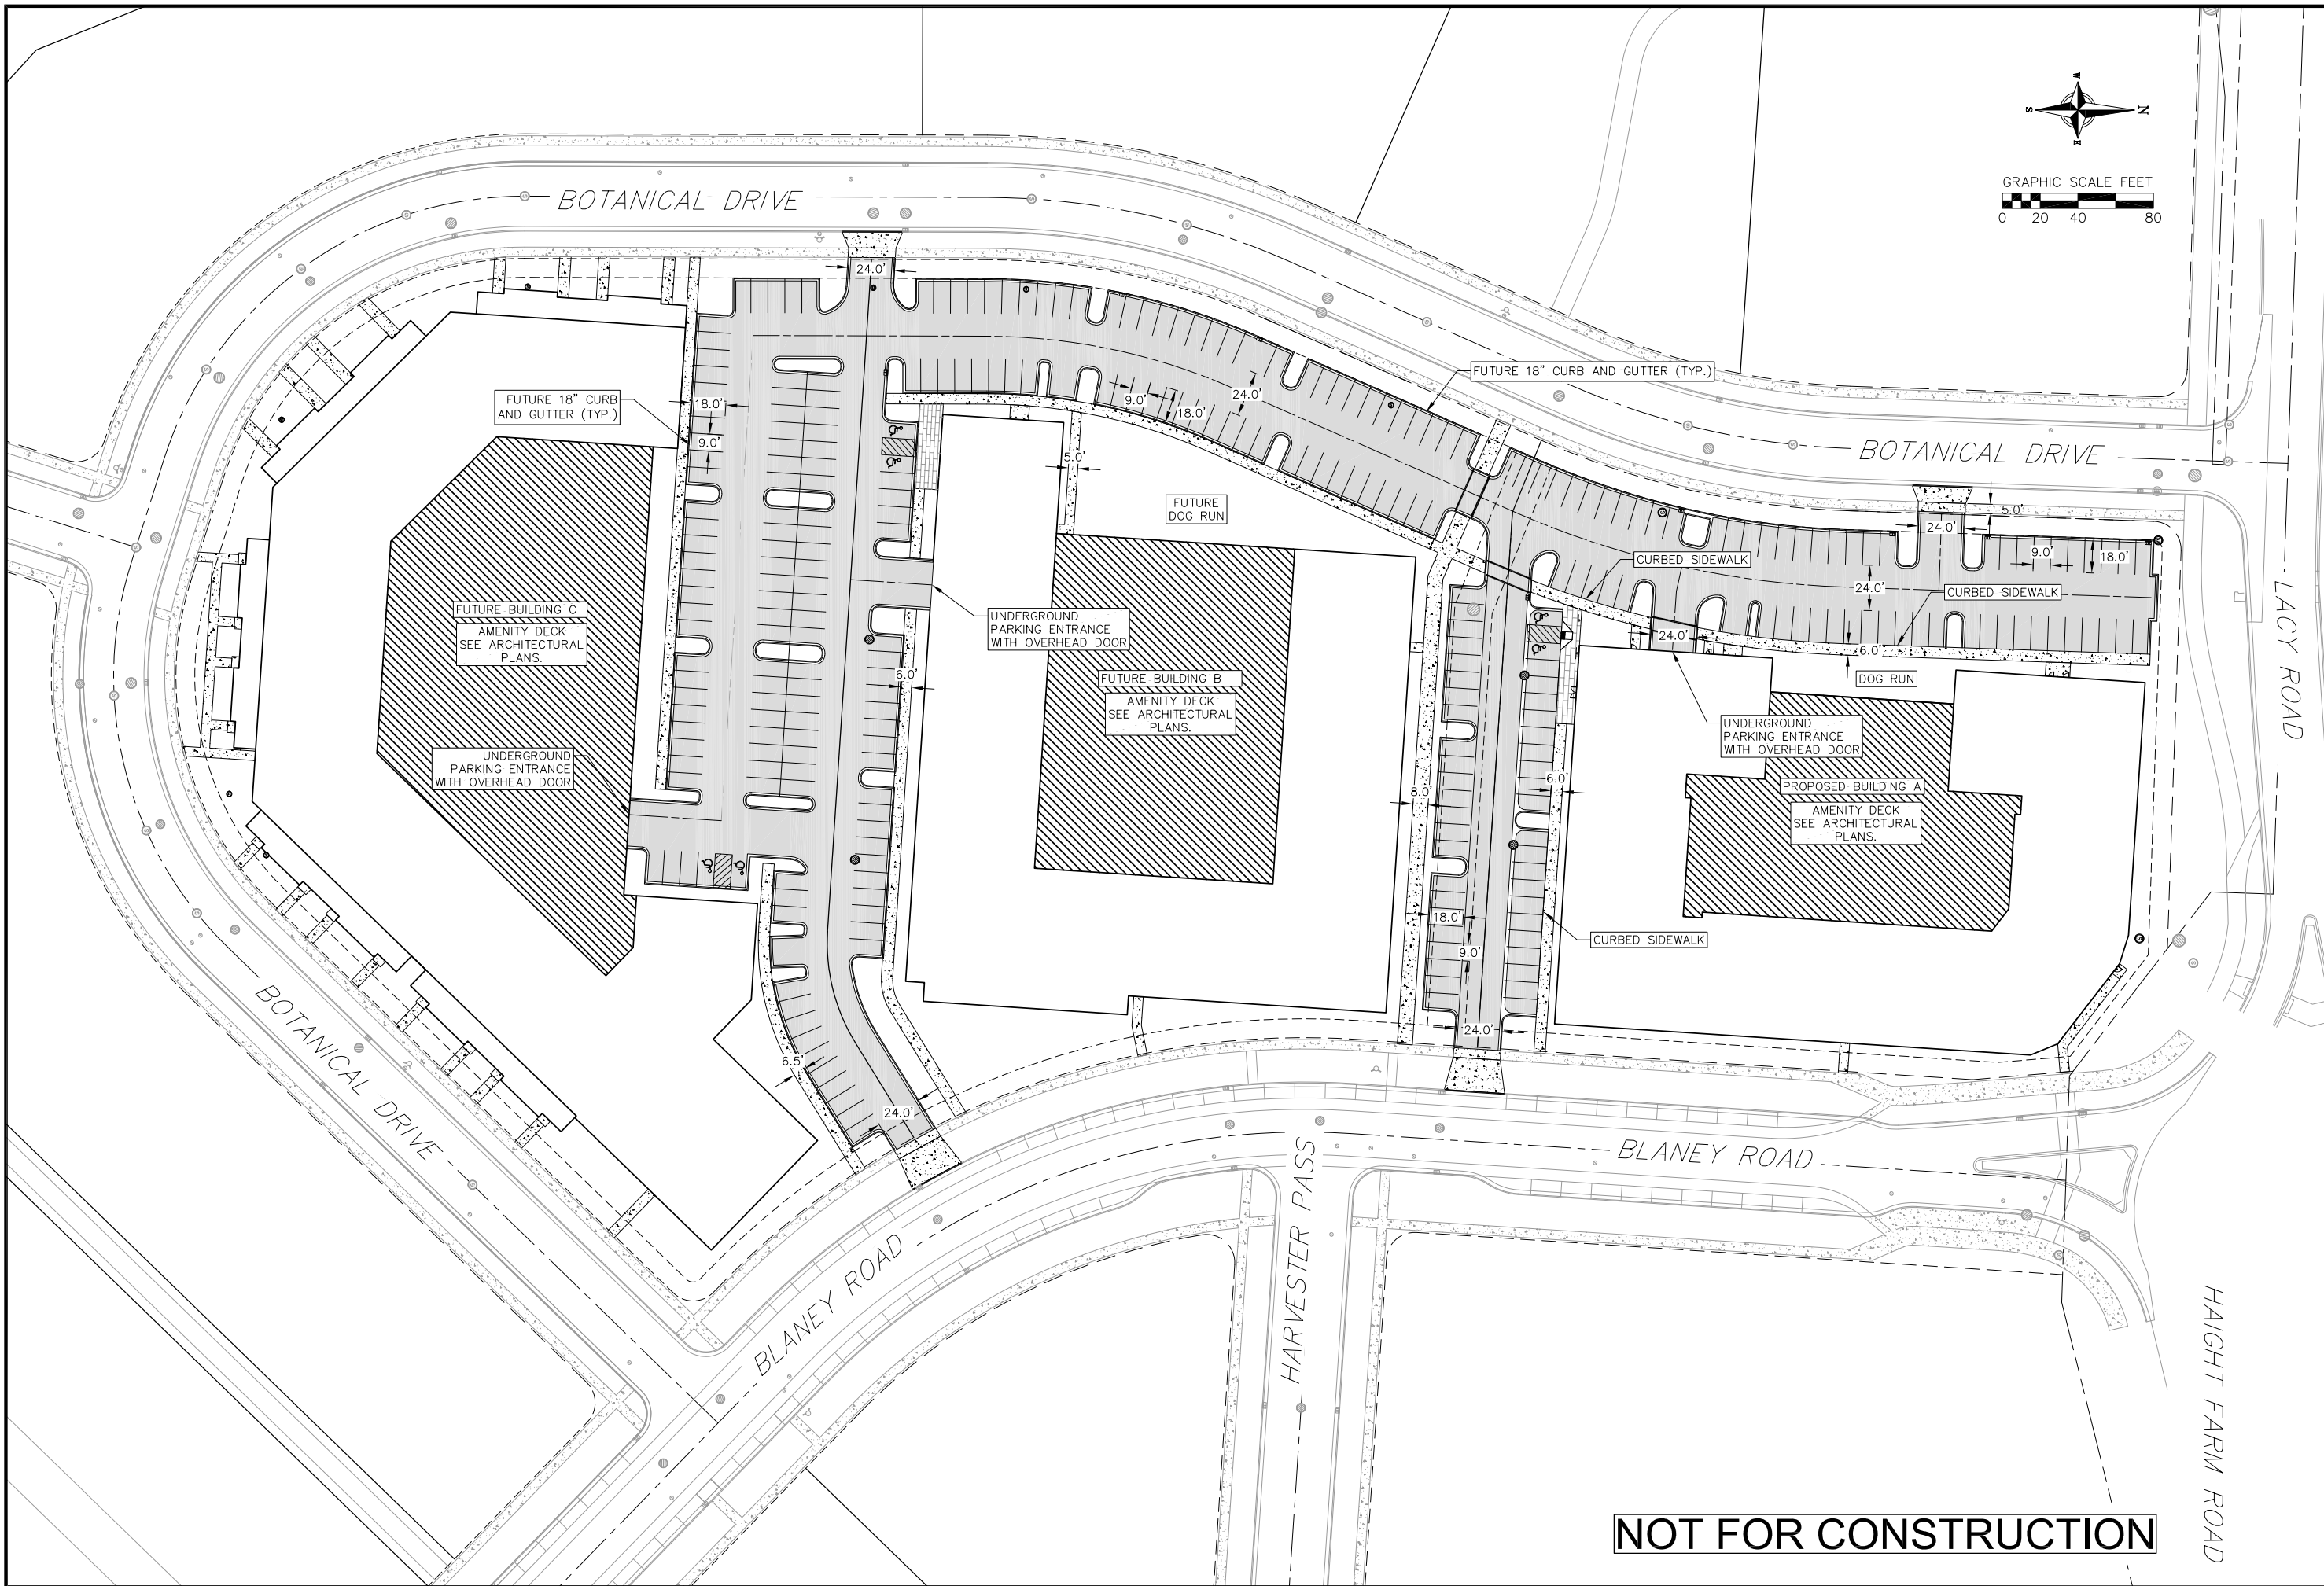 W
S
N
E
GRAPHIC SCALE FEET
0 20 40 80
BOTANICAL DRIVE
24.0'
FUTURE 18" CURB AND GUTTER (TYP.)
FUTURE 18" CURB
AND GUTTER (TYP.)
18.0'
9.0'
9.0'
18.0'
24.0'
5.0'
FUTURE
DOG RUN
BOTANICAL DRIVE
5.0'
24.0'
9.0'
18.0'
24.0'
CURBED SIDEWALK
CURBED SIDEWALK
24.0'
6.0'
DOG RUN
LACY ROAD
FUTURE BUILDING C
AMENITY DECK
SEE ARCHITECTURAL
PLANS.
UNDERGROUND
PARKING ENTRANCE
WITH OVERHEAD DOOR
6.0'
FUTURE BUILDING B
AMENITY DECK
SEE ARCHITECTURAL
PLANS.
UNDERGROUND
PARKING ENTRANCE
WITH OVERHEAD DOOR
UNDERGROUND
PARKING ENTRANCE
WITH OVERHEAD DOOR
8.0'
6.0'
PROPOSED BUILDING A
AMENITY DECK
SEE ARCHITECTURAL
PLANS.
18.0'
9.0'
CURBED SIDEWALK
24.0'
6.5'
24.0'
BOTANICAL DRIVE
BLANEY ROAD
BLANEY ROAD
HARVESTER PASS
HAIGHT FARM ROAD
NOT FOR CONSTRUCTION